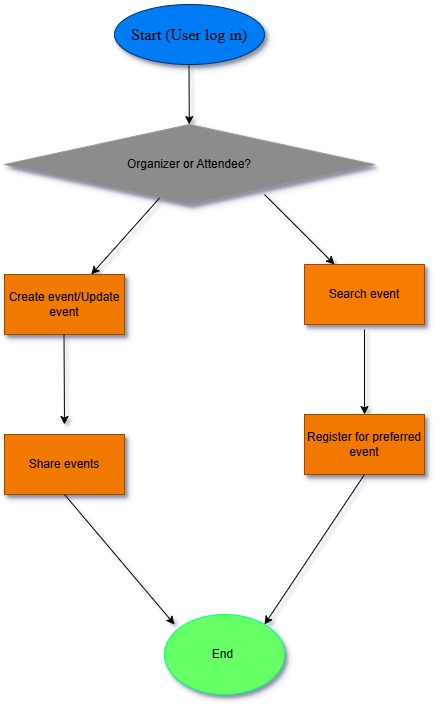 Start (User log in)
Organizer or Attendee?
Create event/Update
event
Search event
Share events
Register for preferred
event
End